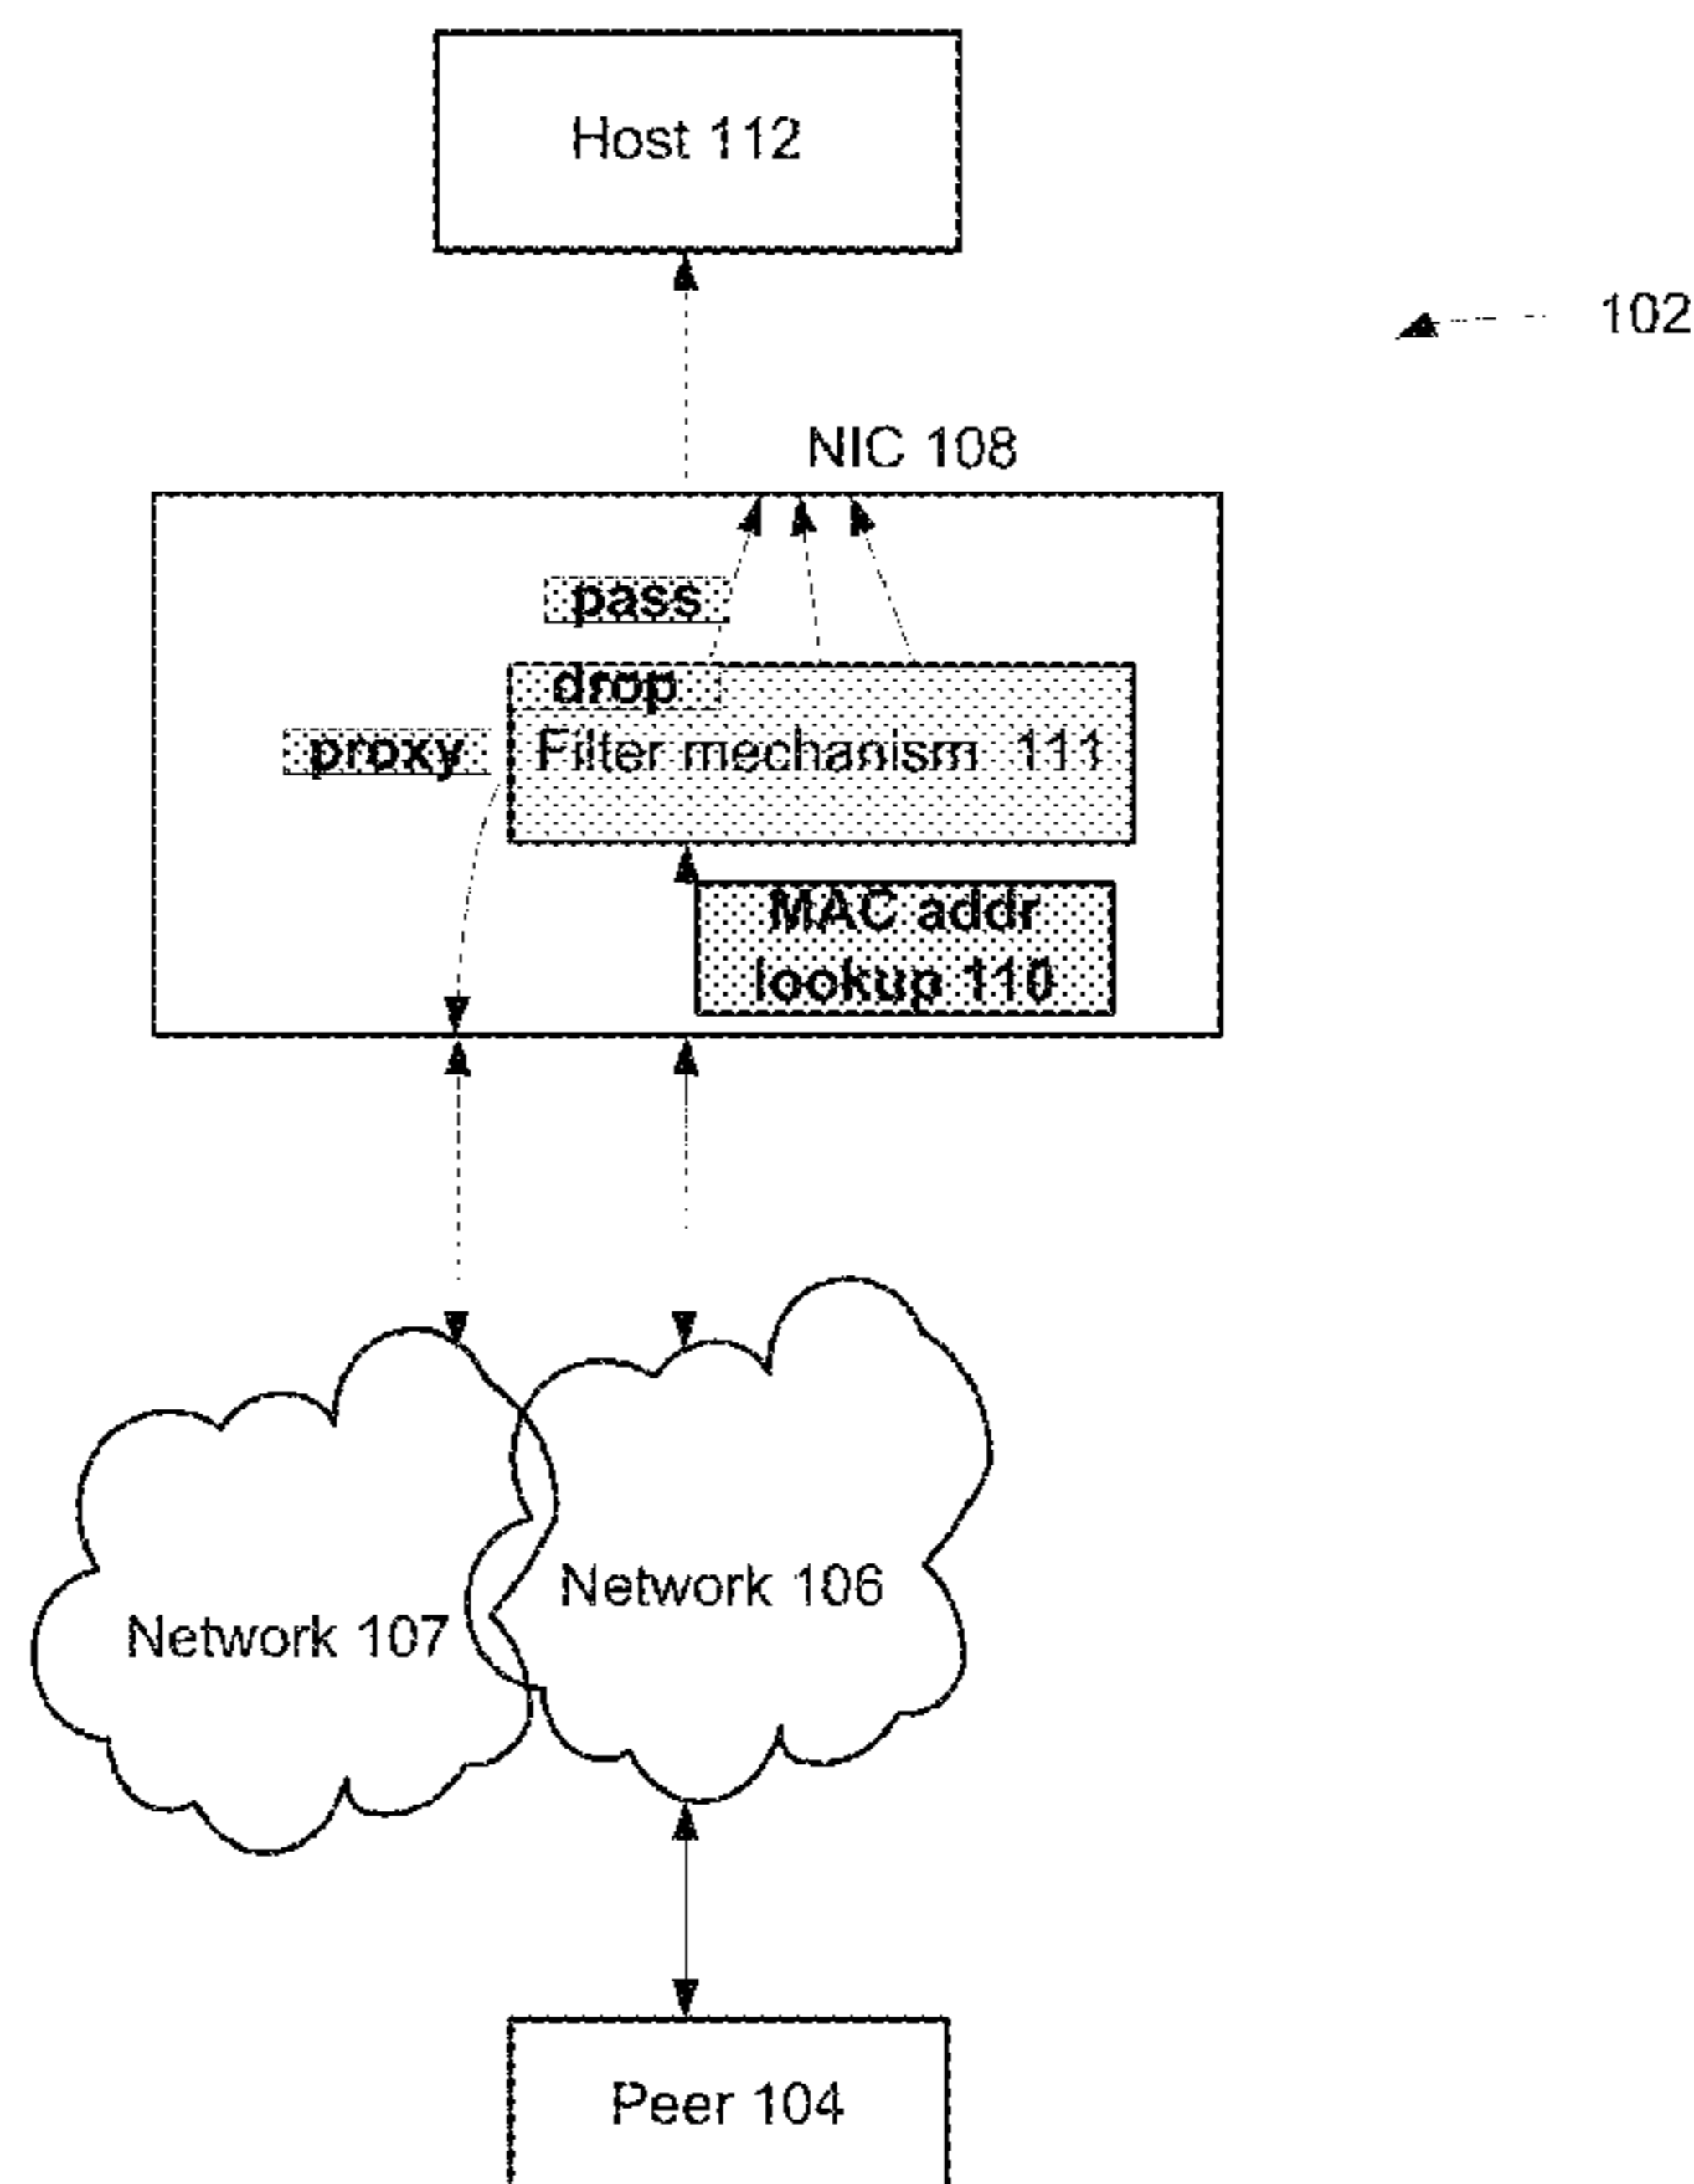 Host 112
102
NIC 108
pass
drop
proxy
Filter mechanism 111
MAC addr
lookup 110
Network 106
Network 107
Peer 104